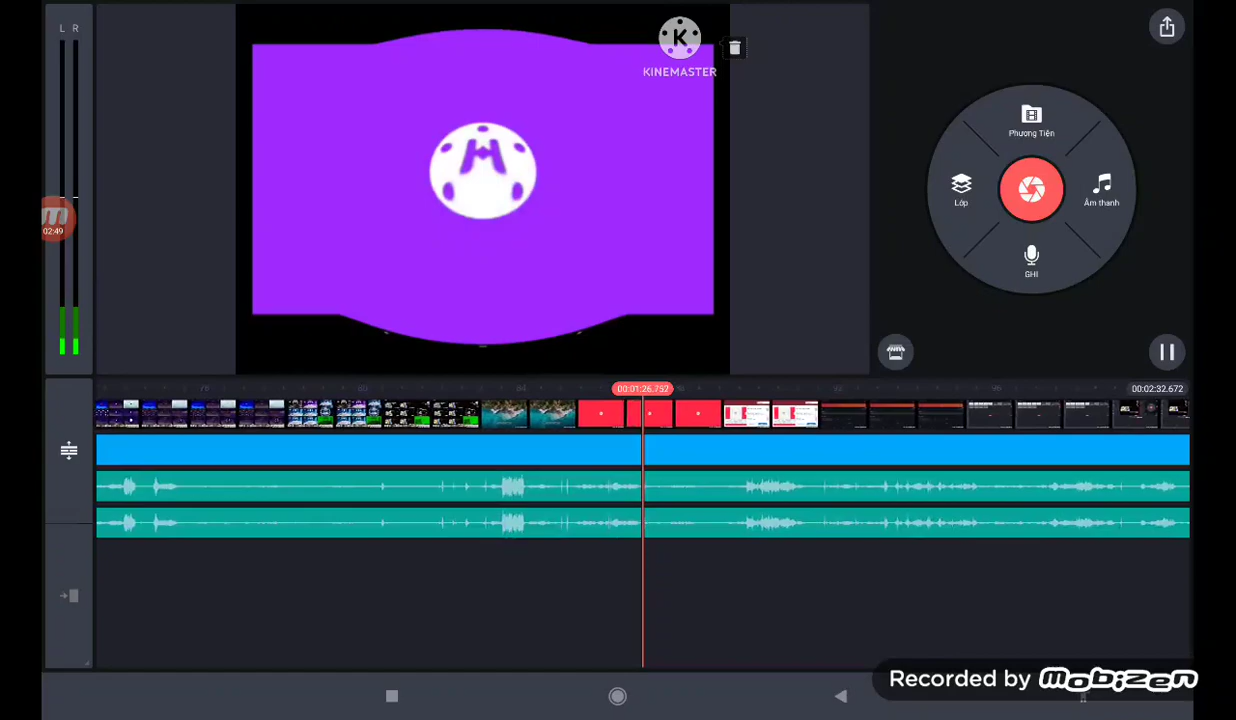 L R
KINEMASTER
Phương Tiện
Lớp
Âm thanh
GHI
02:49
00:01:26.732
00:02:32.672
Recorded by mobizen